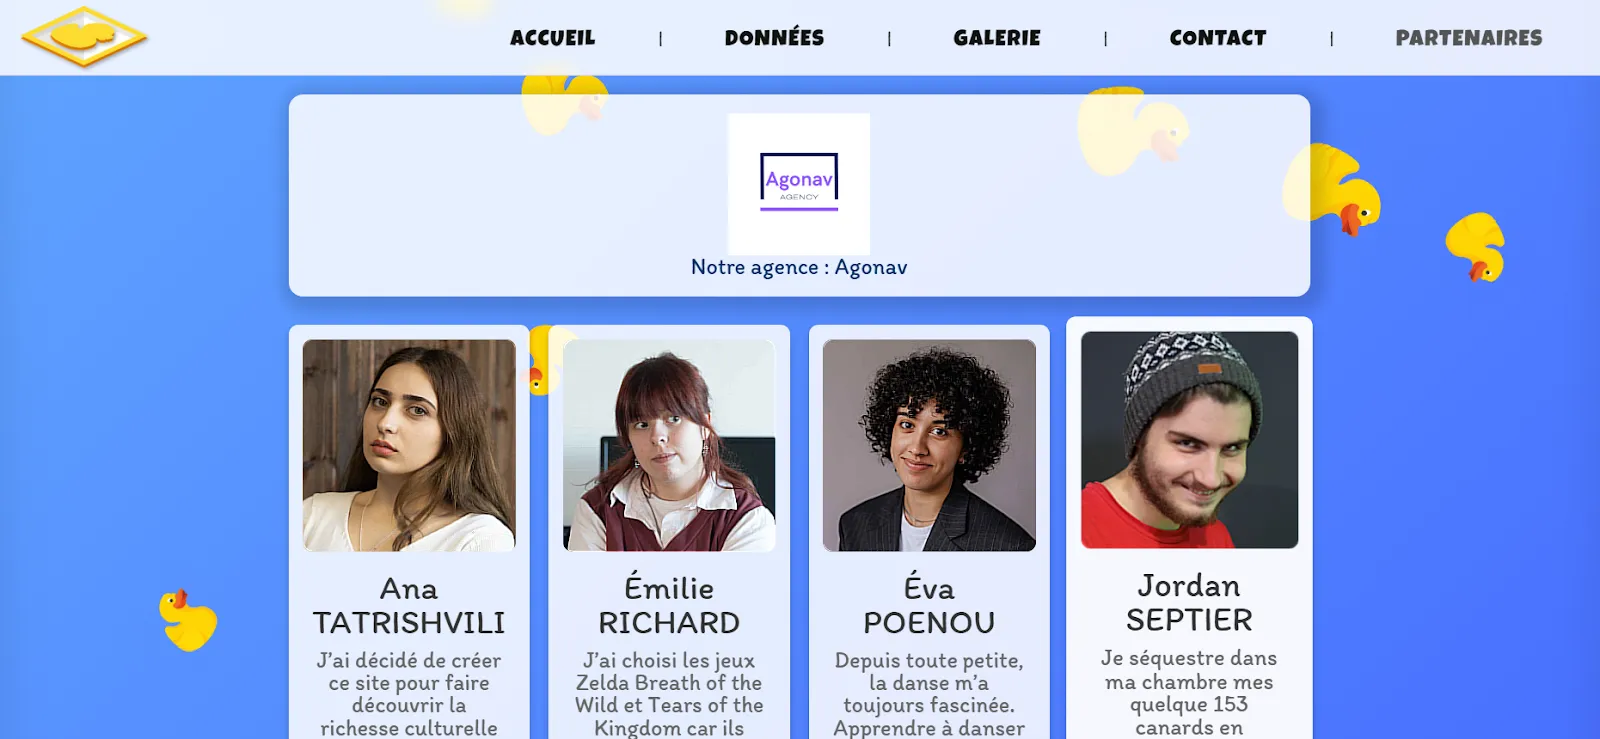 ACCUEIL | DONNÉES | GALERIE | CONTACT | PARTENAIRES
Agonav
AGENCY
Notre agence : Agonav
Ana
TATRISHVILI
J’ai décidé de créer
ce site pour faire
découvrir la
richesse culturelle
Émilie
RICHARD
J’ai choisi les jeux
Zelda Breath of the
Wild et Tears of the
Kingdom car ils
Éva
POENOU
Depuis toute petite,
la danse m’a
toujours fascinée.
Apprendre à danser
Jordan
SEPTIER
Je séquestre dans
ma chambre mes
quelque 153
canards en